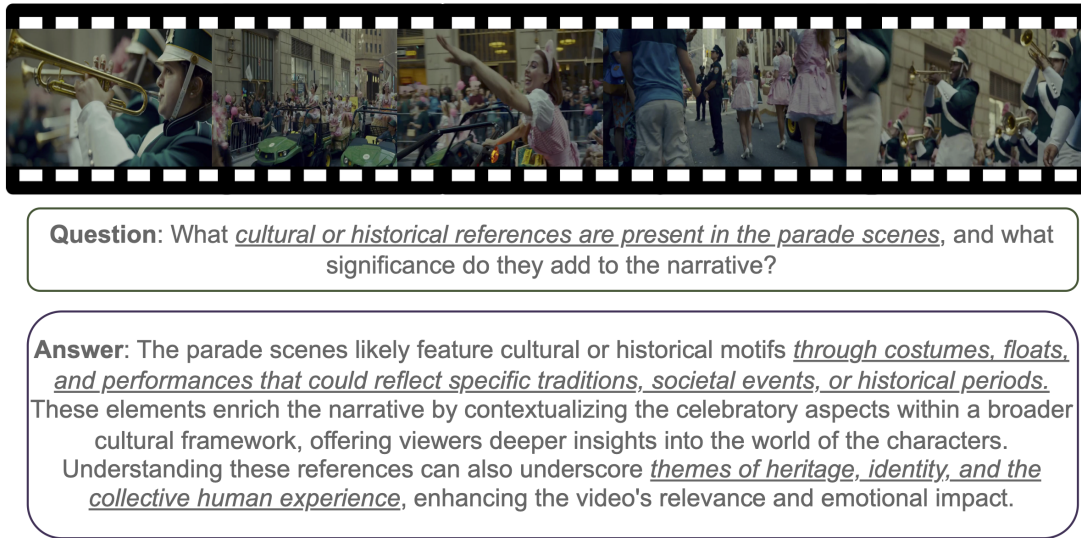 Question: What cultural or historical references are present in the parade scenes, and what
significance do they add to the narrative?
Answer: The parade scenes likely feature cultural or historical motifs through costumes, floats,
and performances that could reflect specific traditions, societal events, or historical periods.
These elements enrich the narrative by contextualizing the celebratory aspects within a broader
cultural framework, offering viewers deeper insights into the world of the characters.
Understanding these references can also underscore themes of heritage, identity, and the
collective human experience, enhancing the video's relevance and emotional impact.